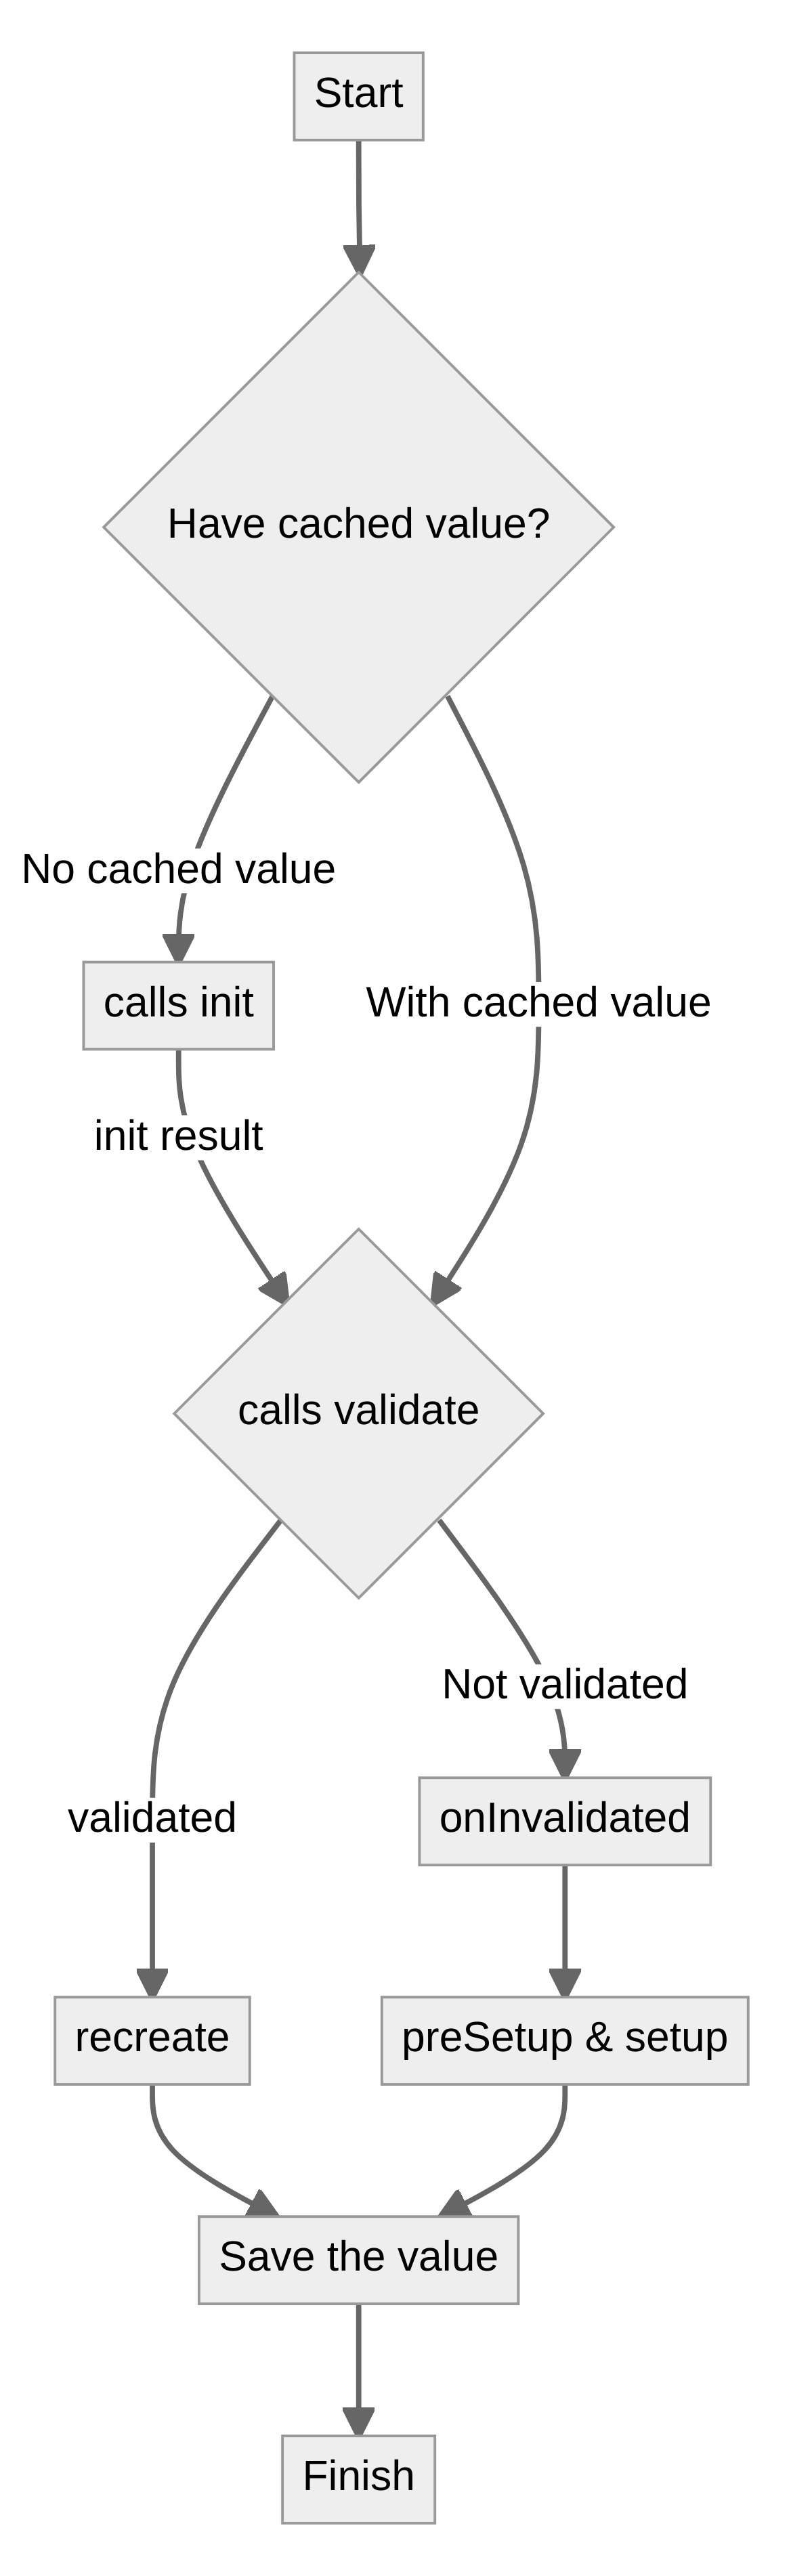 Start
Have cached value?
No cached value
calls init
With cached value
init result
calls validate
Not validated
validated
onInvalidated
recreate
preSetup & setup
Save the value
Finish